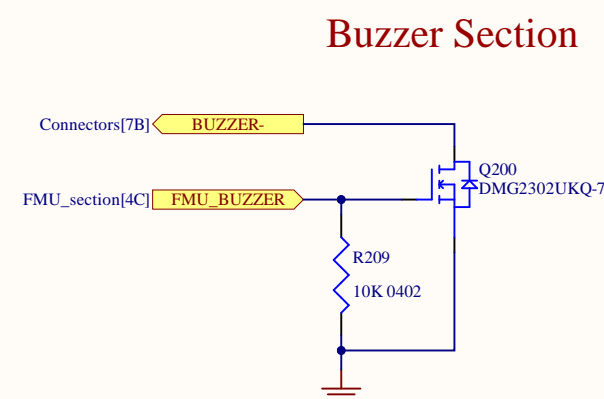 Buzzer Section
Connectors[7B]
BUZZER-
Q200
DMG2302UKQ-7
FMU_section[4C]
FMU_BUZZER
R209
10K 0402